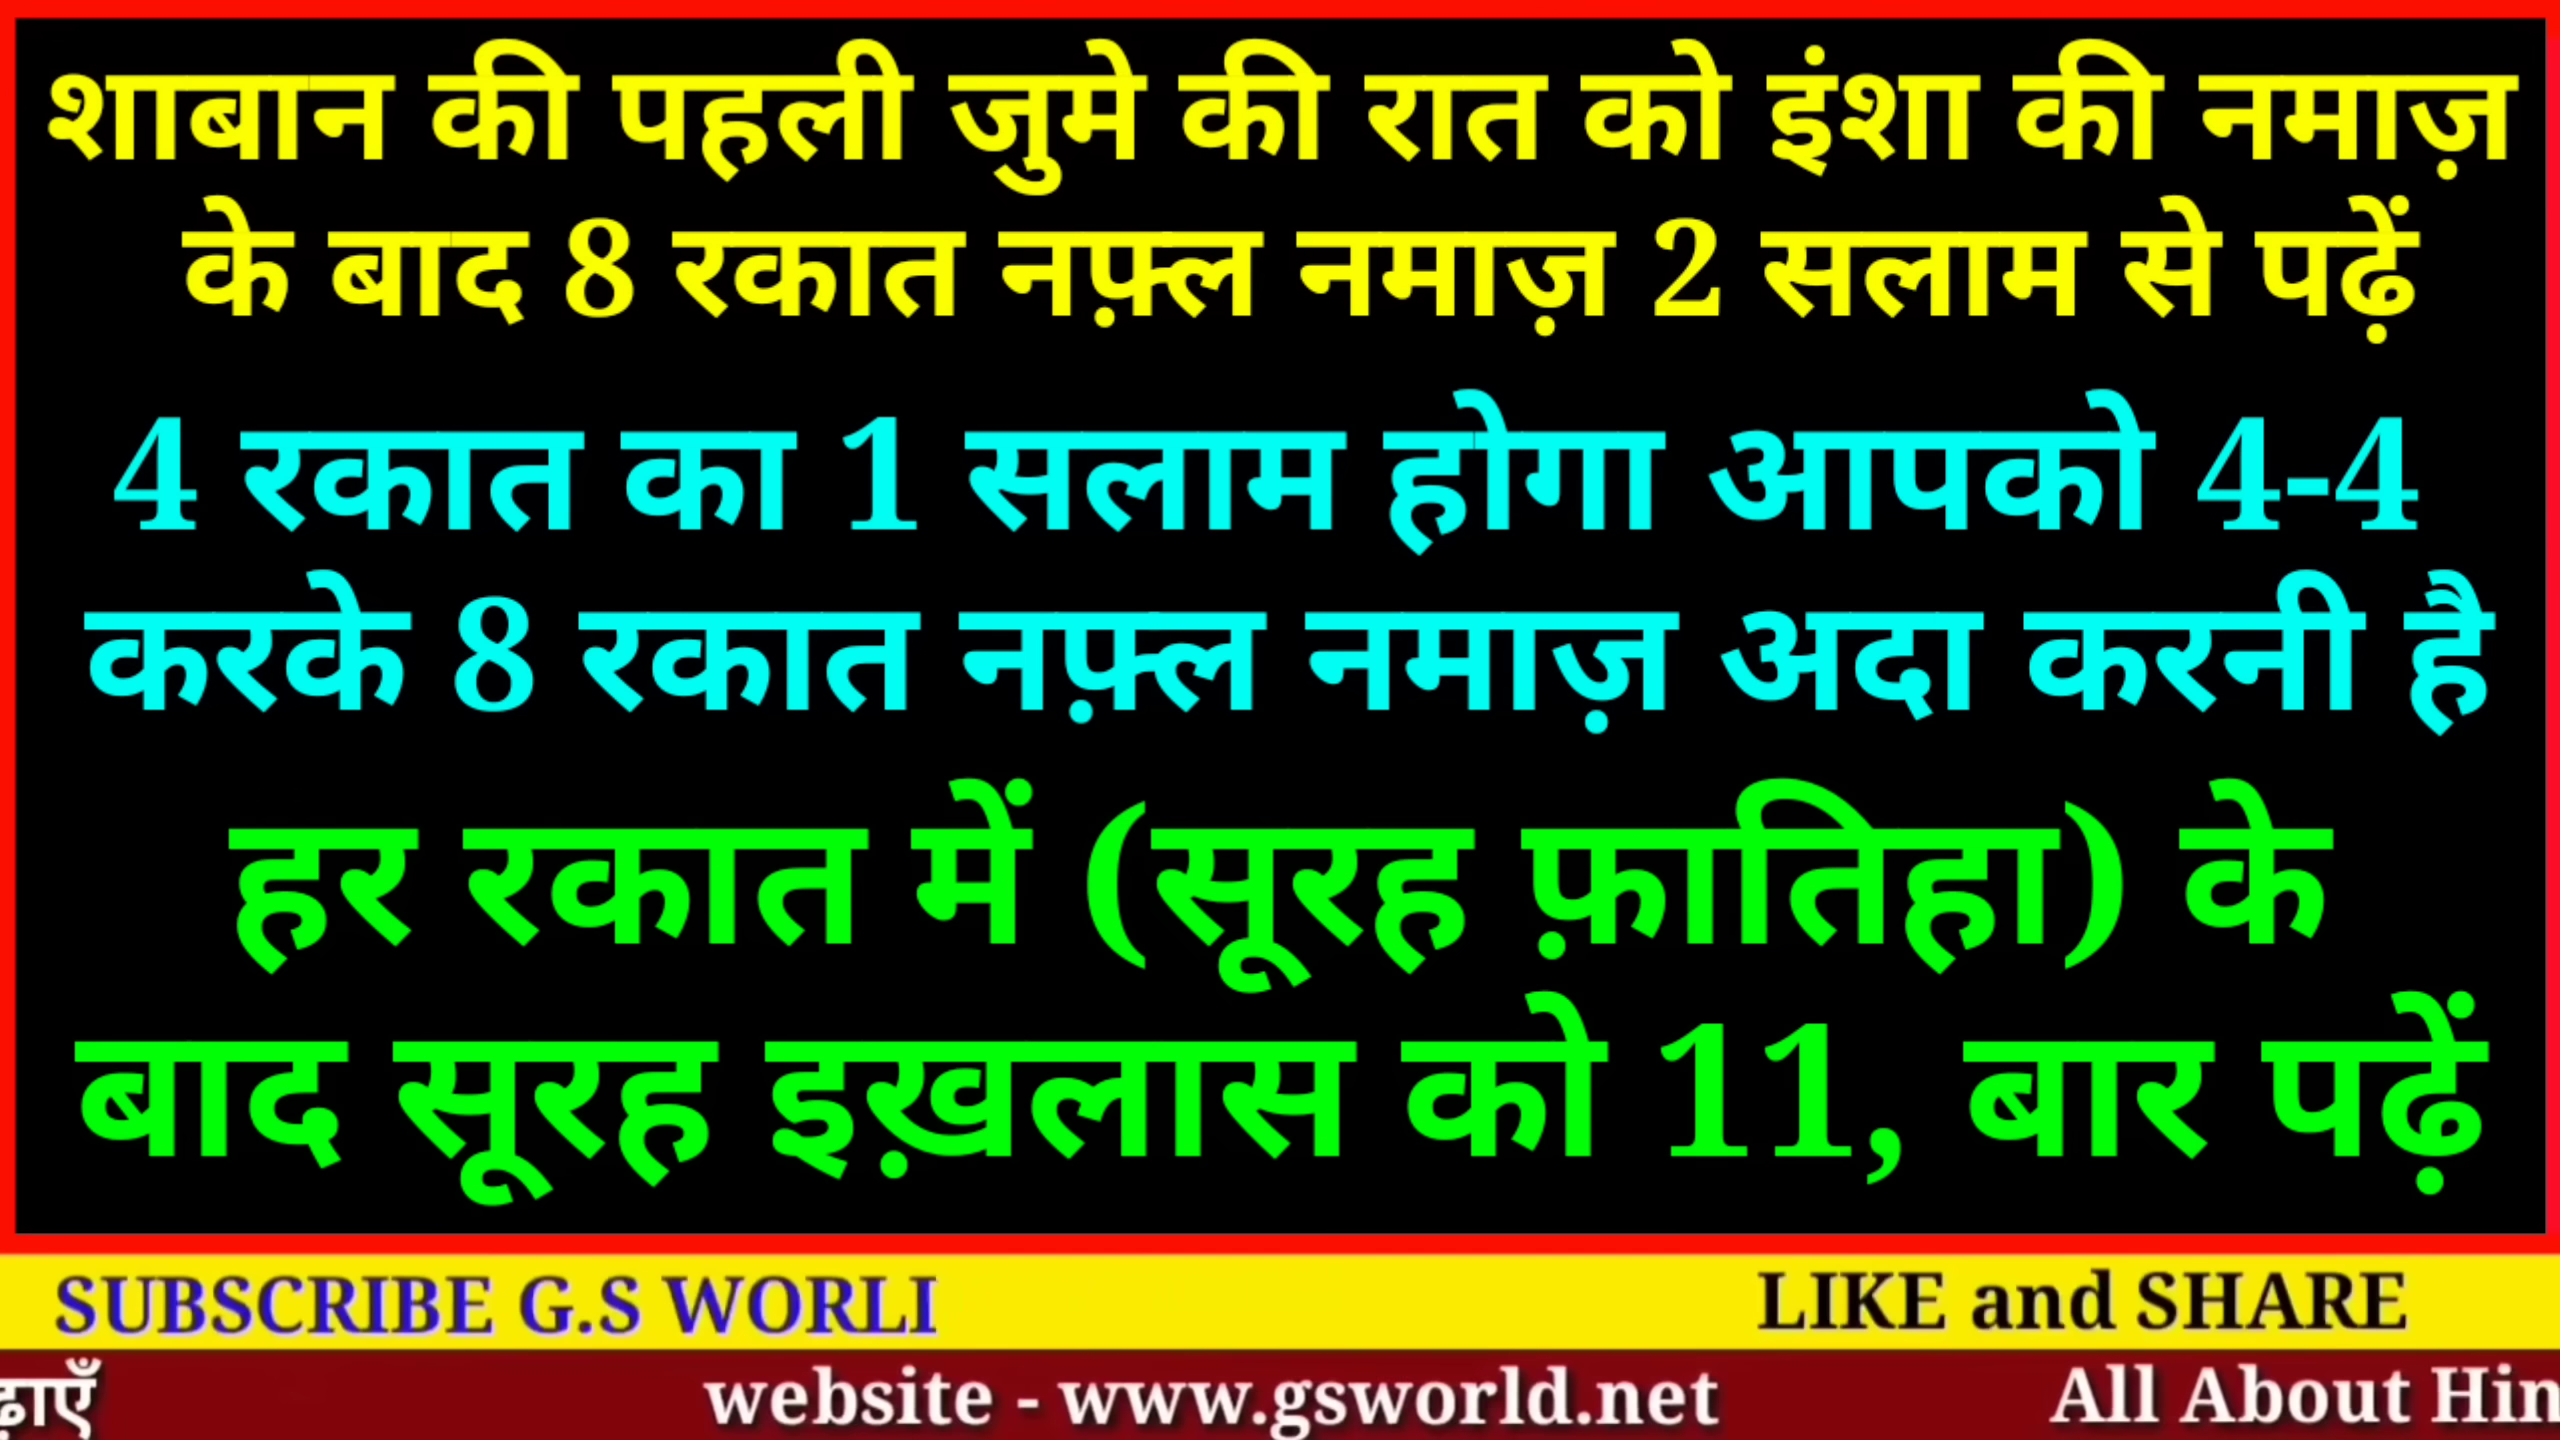 शाबान की पहली जुमे की रात को इंशा की नमाज़
के बाद 8 रकात नफ़्ल नमाज़ 2 सलाम से पढ़ें
4 रकात का 1 सलाम होगा आपको 4-4
करके 8 रकात नफ़्ल नमाज़ अदा करनी है
हर रकात में (सूरह फ़ातिहा) के
बाद सूरह इख़लास को 11, बार पढ़ें
SUBSCRIBE G.S WORLI LIKE and SHARE
website - www.gsworld.net All About